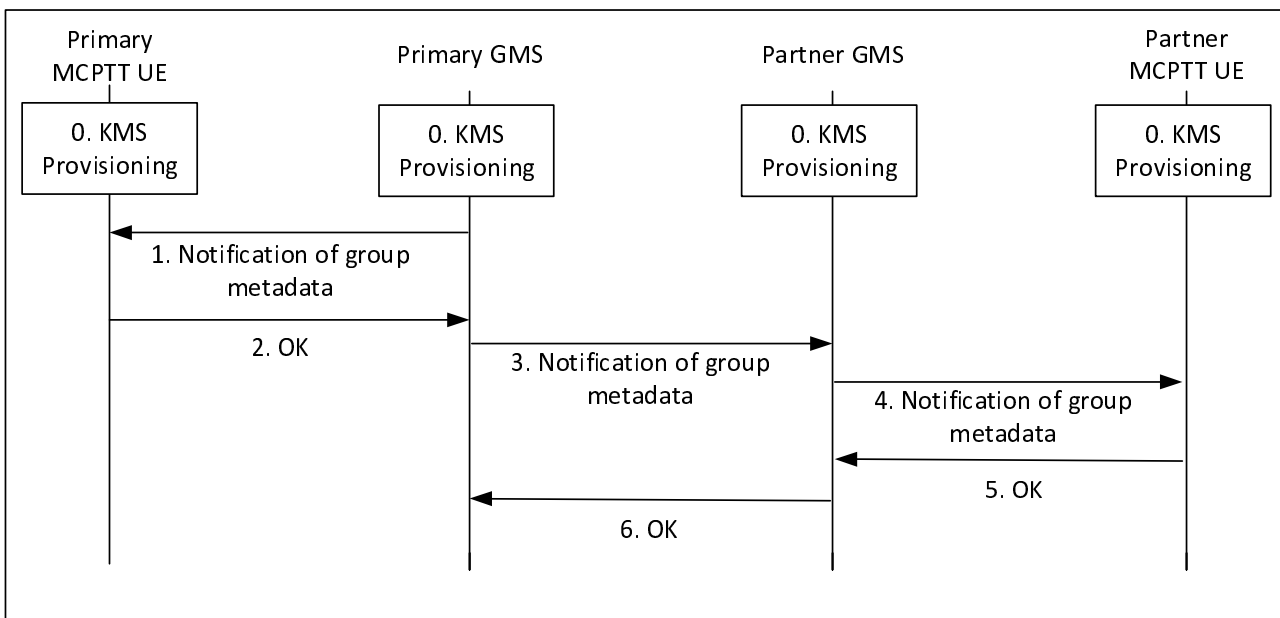 Primary
MCPTT UE
Primary GMS
Partner GMS
Partner
MCPTT UE
0. KMS
Provisioning
0. KMS
Provisioning
0. KMS
Provisioning
0. KMS
Provisioning
1. Notification of group
metadata
2. OK
3. Notification of group
metadata
4. Notification of group
metadata
5. OK
6. OK